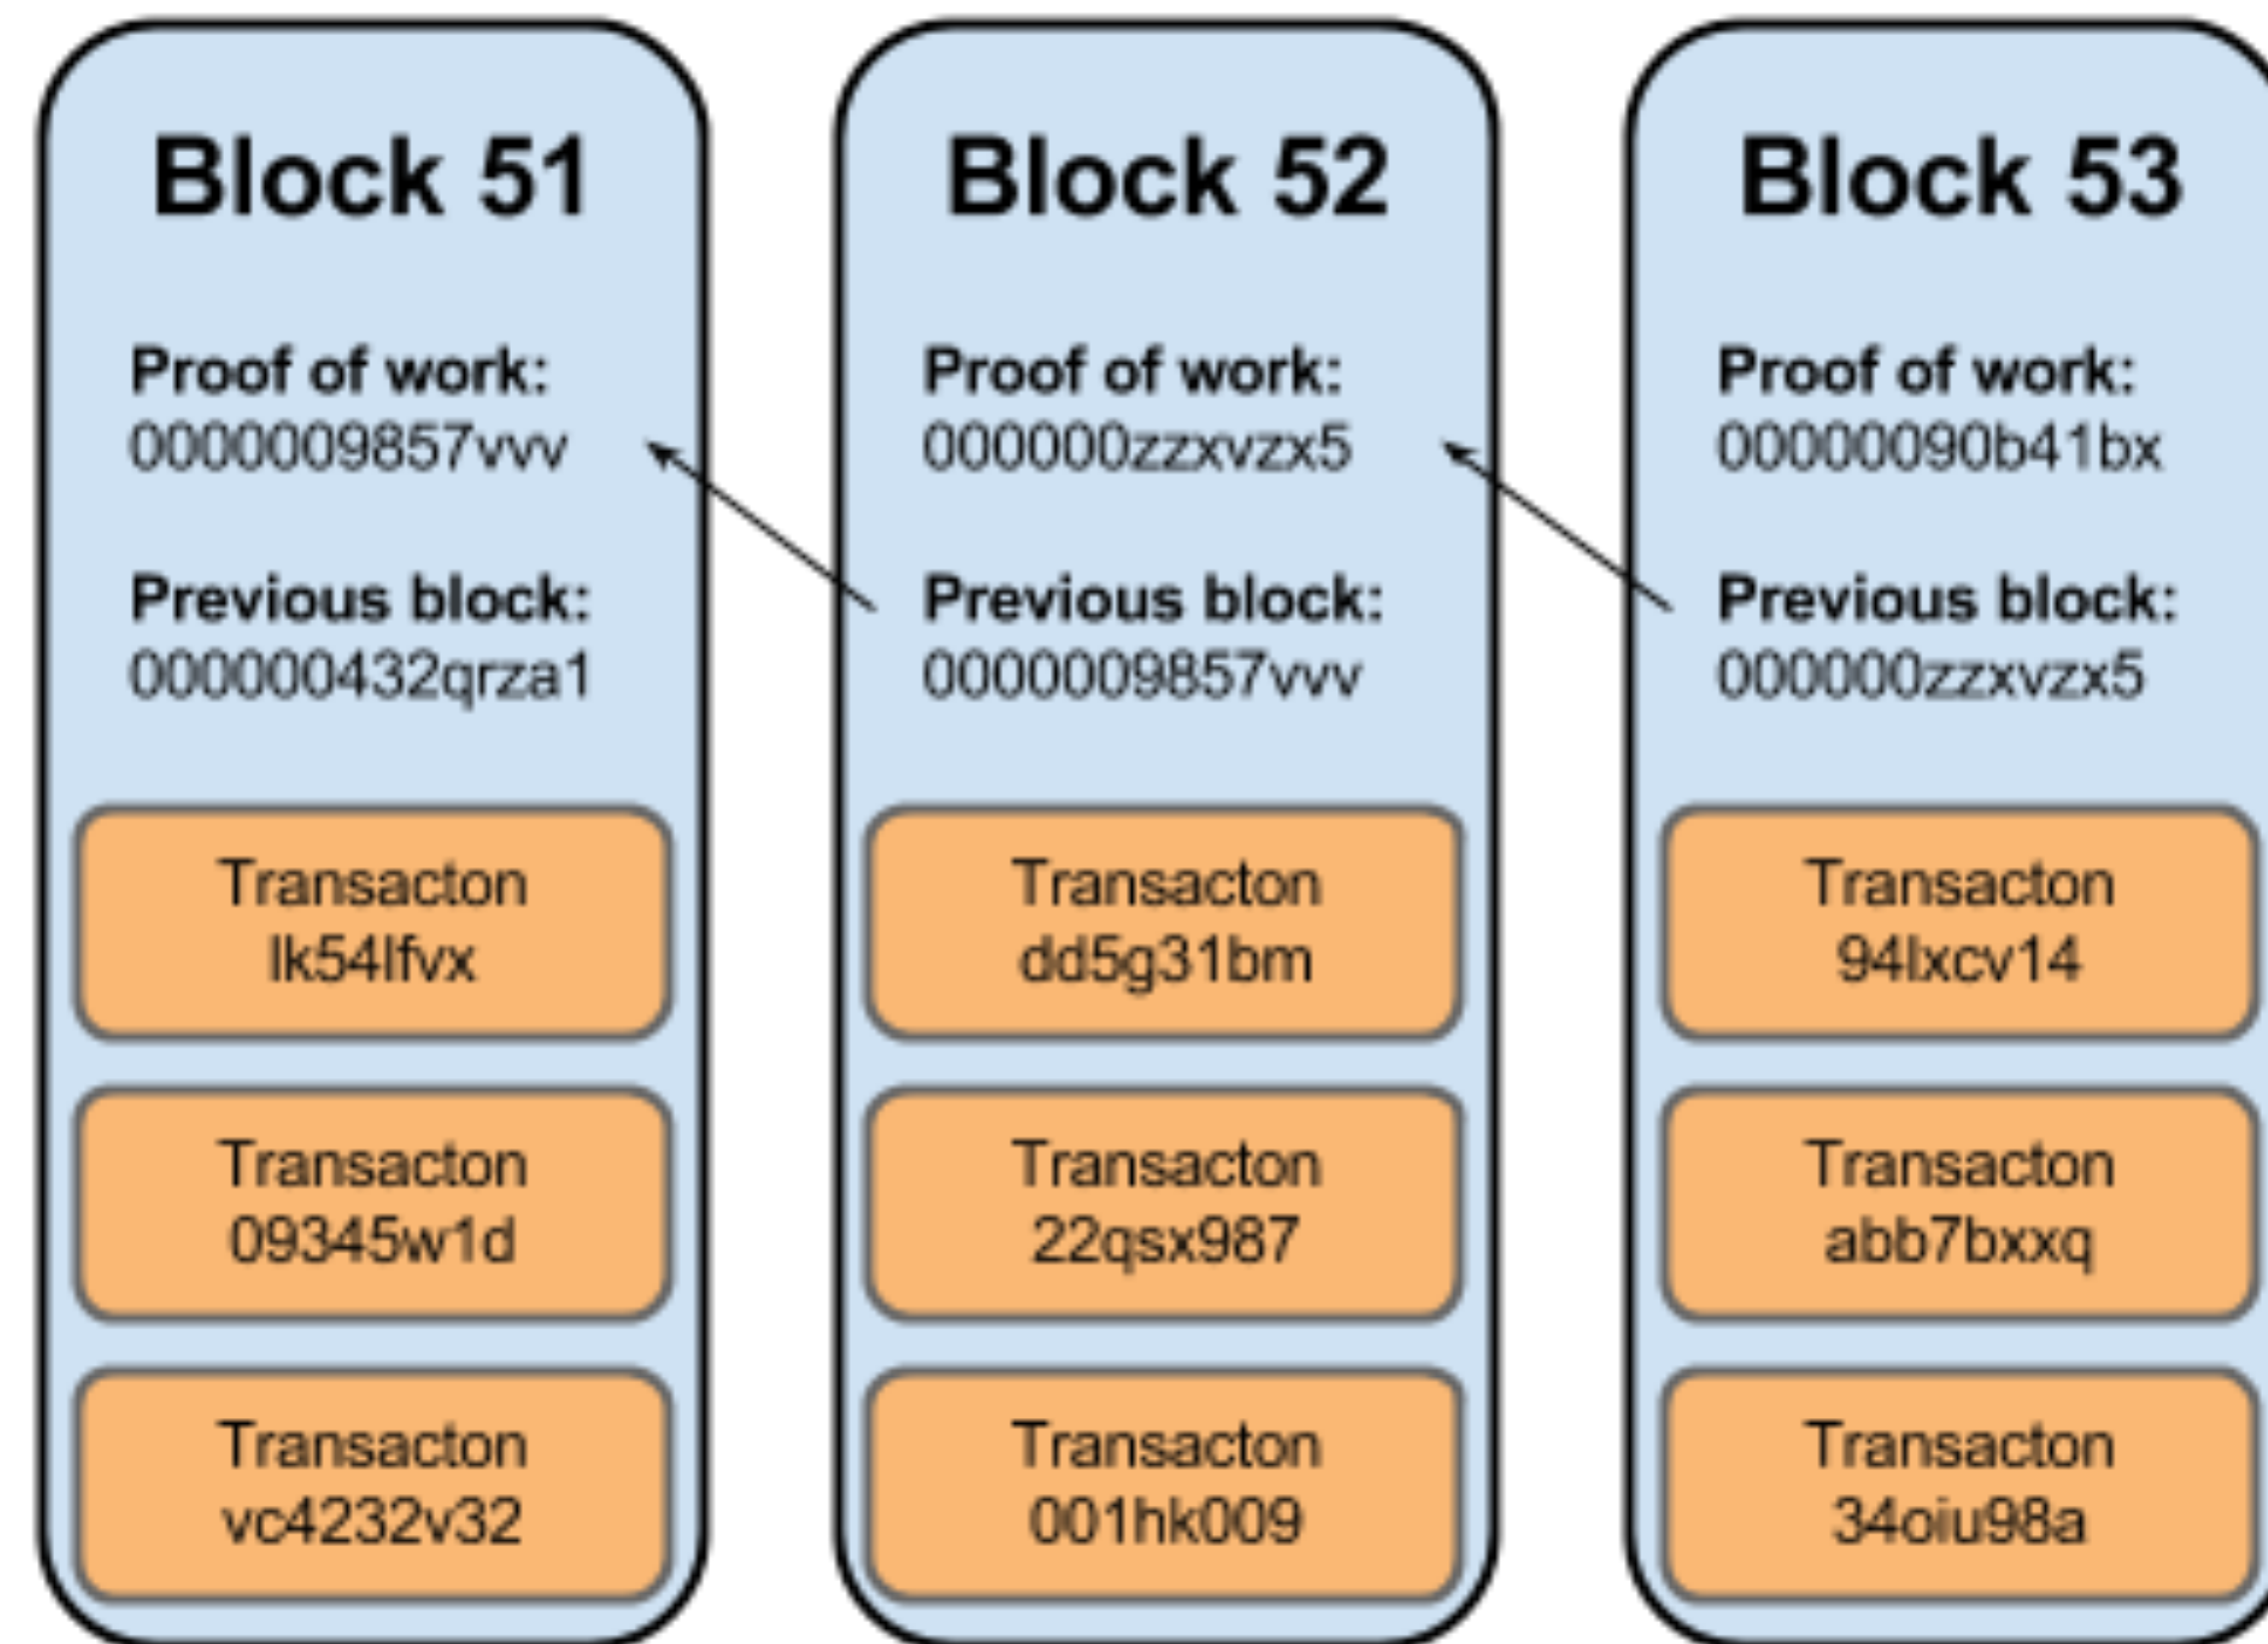 Block 51
Proof of work:
0000009857vvv
Previous block:
000000432qrza1
Transacton
lk54lfvx
Transacton
09345w1d
Transacton
vc4232v32
Block 52
Proof of work:
000000zzxvzx5
Previous block:
0000009857vvv
Transacton
dd5g31bm
Transacton
22qsx987
Transacton
001hk009
Block 53
Proof of work:
00000090b41bx
Previous block:
000000zzxvzx5
Transacton
94lxcv14
Transacton
abb7bxxq
Transacton
34oiu98a